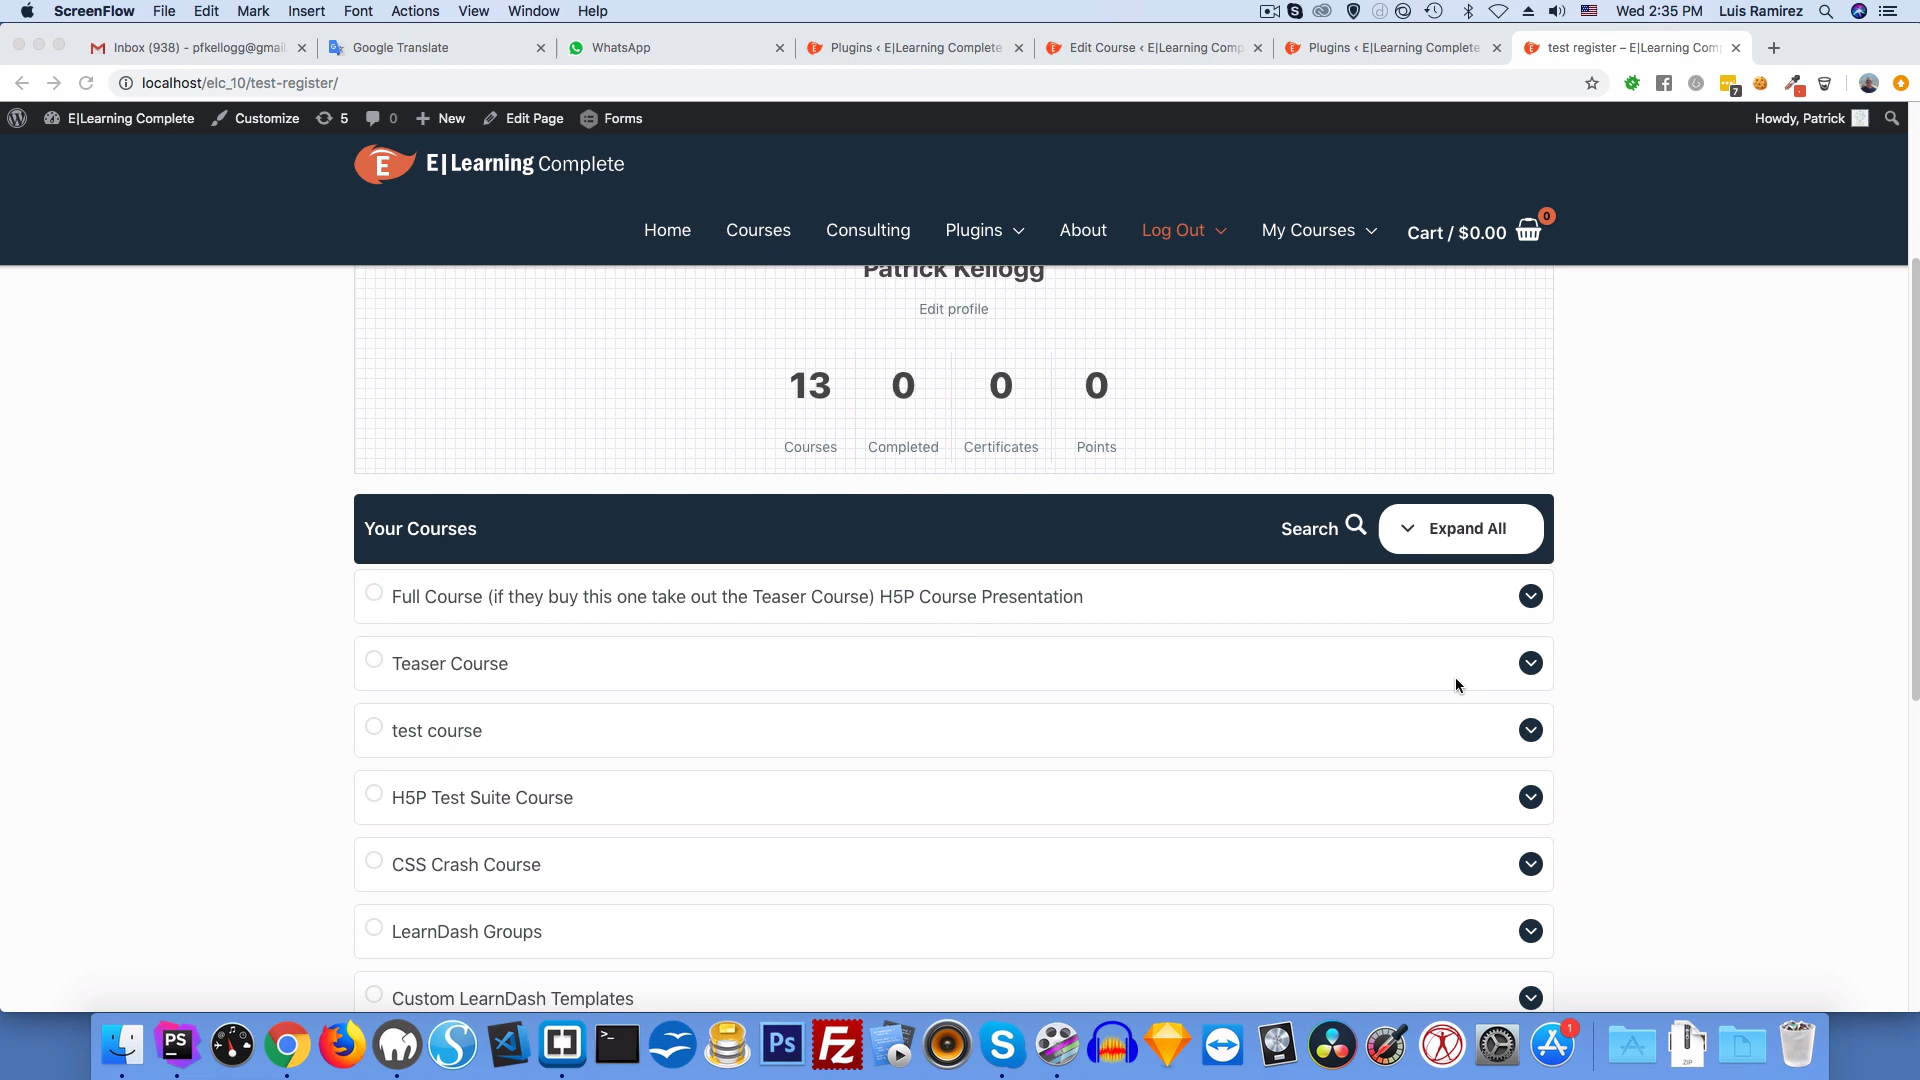 ScreenFlow File Edit Mark Insert Font Actions View Window Help Wed 2:35 PM Luis Ramirez
Inbox (938) - pfkellogg@gmail. Google Translate WhatsApp Plugins ‹ E|Learning Complete Edit Course ‹ E|Learning Comp Plugins ‹ E|Learning Complete test register – E|Learning Com
localhost/elc_10/test-register/ 7
E|Learning Complete Customize 5 0 New Edit Page Forms Howdy, Patrick
E E|Learning Complete
Home Courses Consulting Plugins About Log Out My Courses Cart / $0.00 0
Patrick Kellogg
Edit profile
13 0 0 0
Courses Completed Certificates Points
Your Courses Search Expand All
Full Course (if they buy this one take out the Teaser Course) H5P Course Presentation
Teaser Course
test course
H5P Test Suite Course
CSS Crash Course
LearnDash Groups
Custom LearnDash Templates
PS Ps Fz S ZIP 1